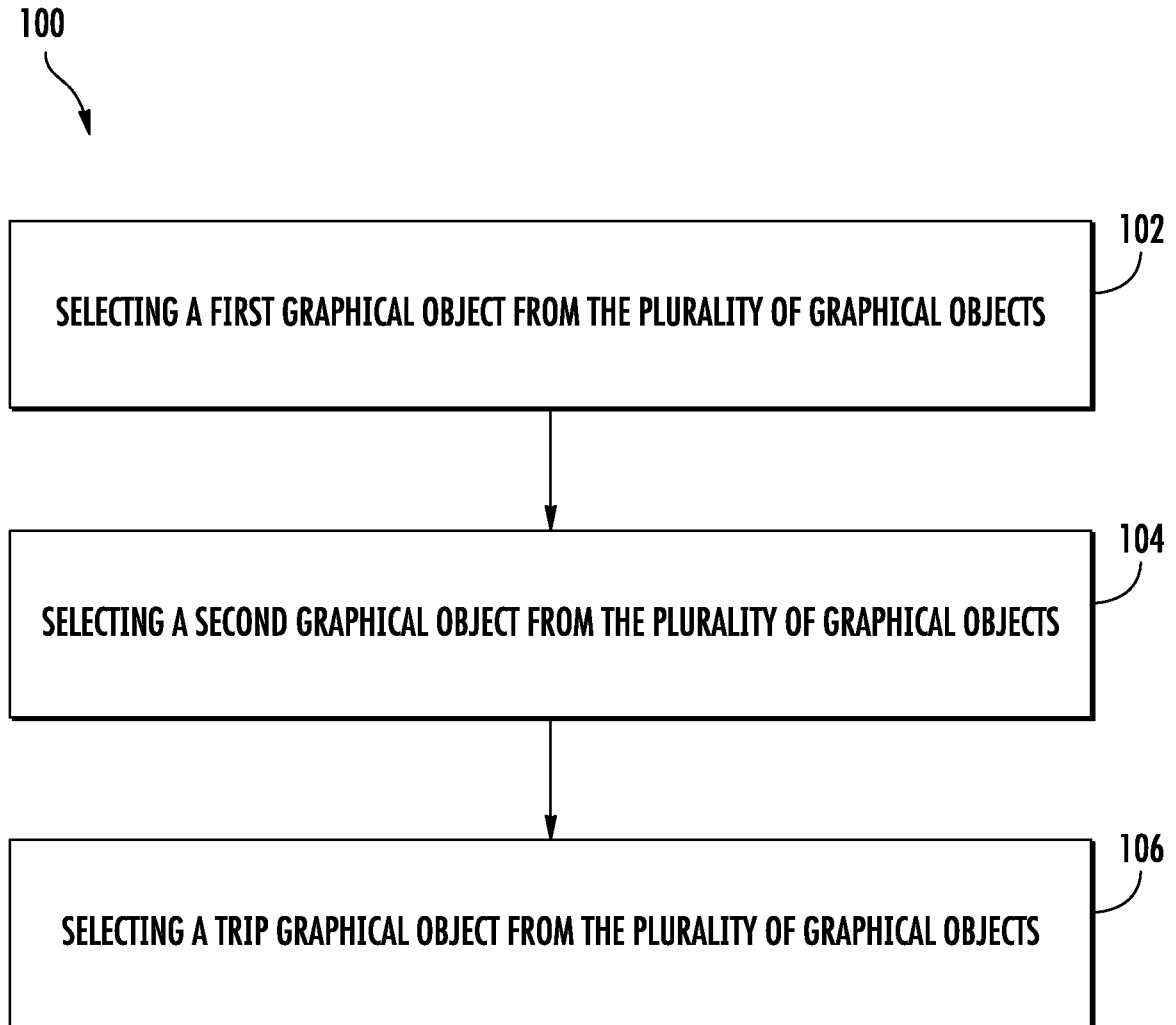 100
102
SELECTING A FIRST GRAPHICAL OBJECT FROM THE PLURALITY OF GRAPHICAL OBJECTS
104
SELECTING A SECOND GRAPHICAL OBJECT FROM THE PLURALITY OF GRAPHICAL OBJECTS
106
SELECTING A TRIP GRAPHICAL OBJECT FROM THE PLURALITY OF GRAPHICAL OBJECTS